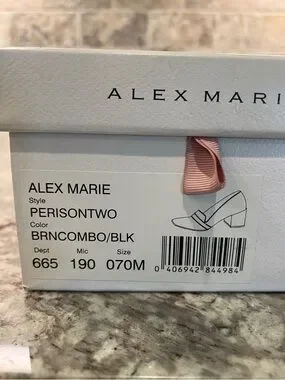 ALEX MARI
ALEX MARIE
Style
PERISONTWO
Color
BRNCOMBO/BLK
Dept Mic Size
665 190 070M
0 406942 844984